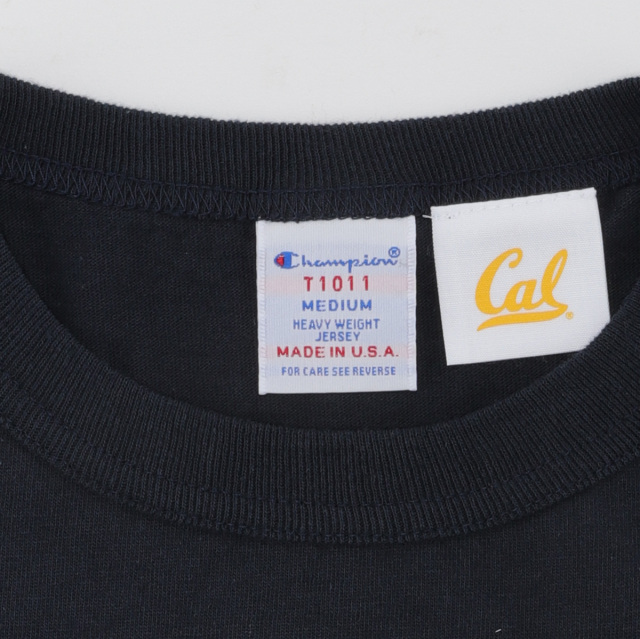 Champion®
T1011
MEDIUM
HEAVY WEIGHT
JERSEY
MADE IN U.S.A.
FOR CARE SEE REVERSE
Cal®